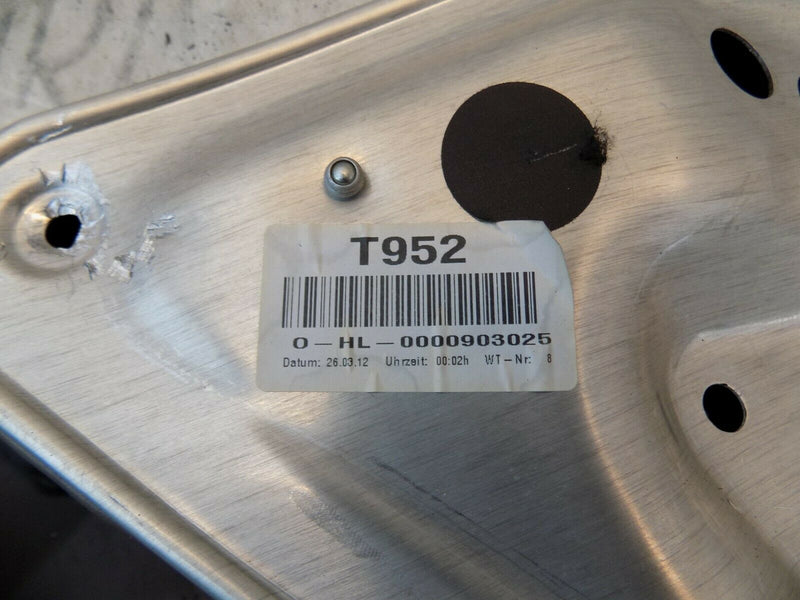 T952
O-HL-0000903025
Datum: 26.03.12 Uhrzeit: 00:02h WT-Nr: 8